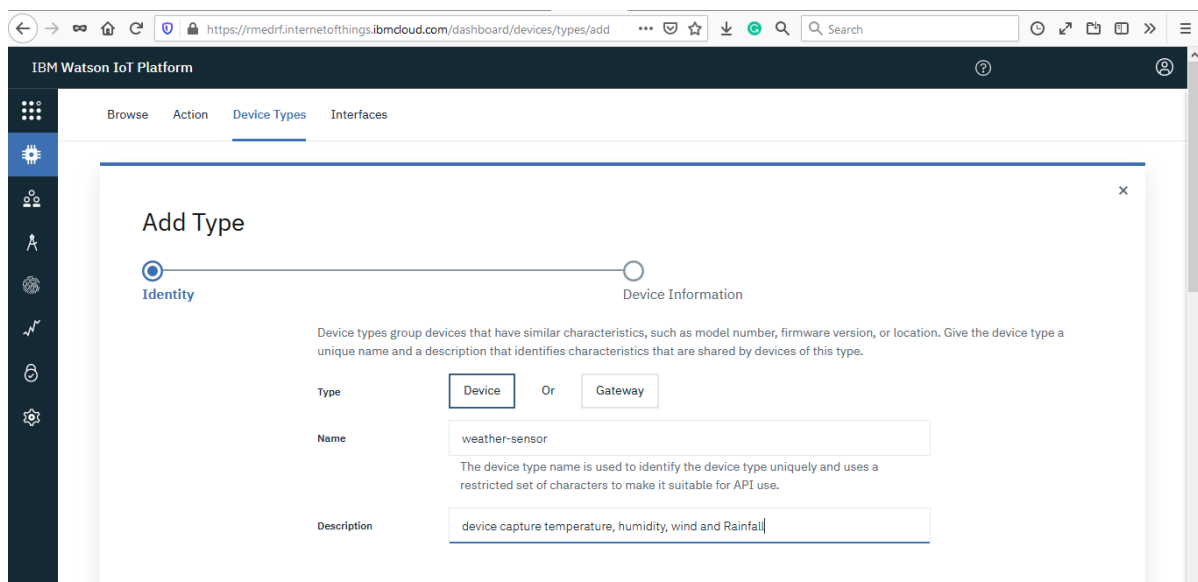 https://rmedrf.internetofthings.ibmcloud.com/dashboard/devices/types/add
Search
IBM Watson IoT Platform
Browse Action Device Types Interfaces
Add Type
Identity Device Information
Device types group devices that have similar characteristics, such as model number, firmware version, or location. Give the device type a
unique name and a description that identifies characteristics that are shared by devices of this type.
Type Device Or Gateway
Name weather-sensor
The device type name is used to identify the device type uniquely and uses a
restricted set of characters to make it suitable for API use.
Description device capture temperature, humidity, wind and Rainfall